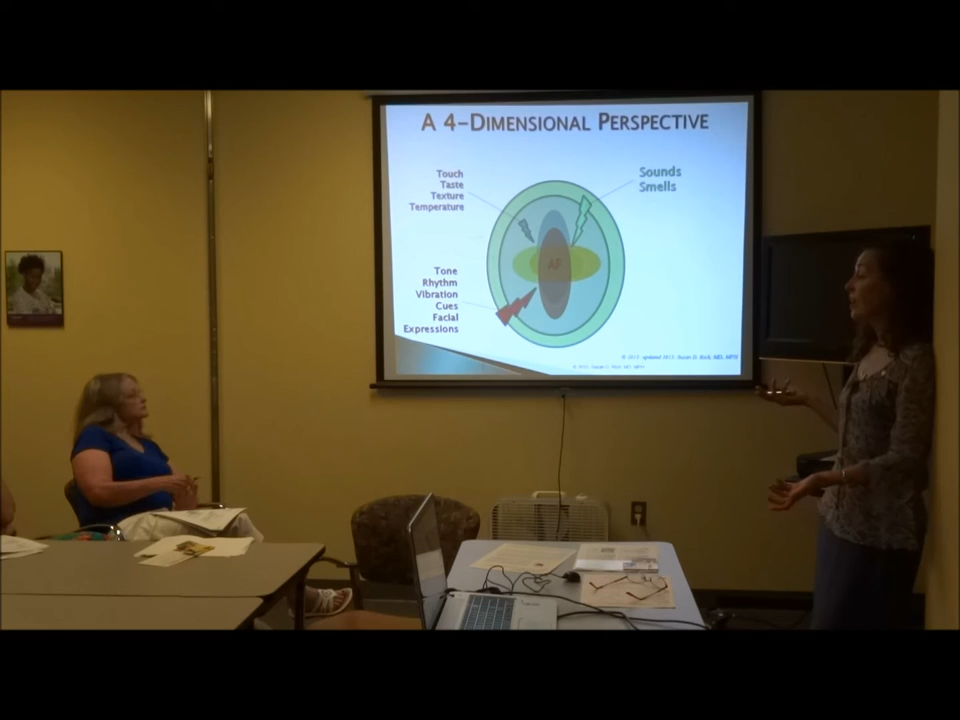 A 4-Dimensional Perspective
Touch
Taste
Texture
Temperature
Sounds
Smells
AF
Tone
Rhythm
Vibration
Cues
Facial
Expressions